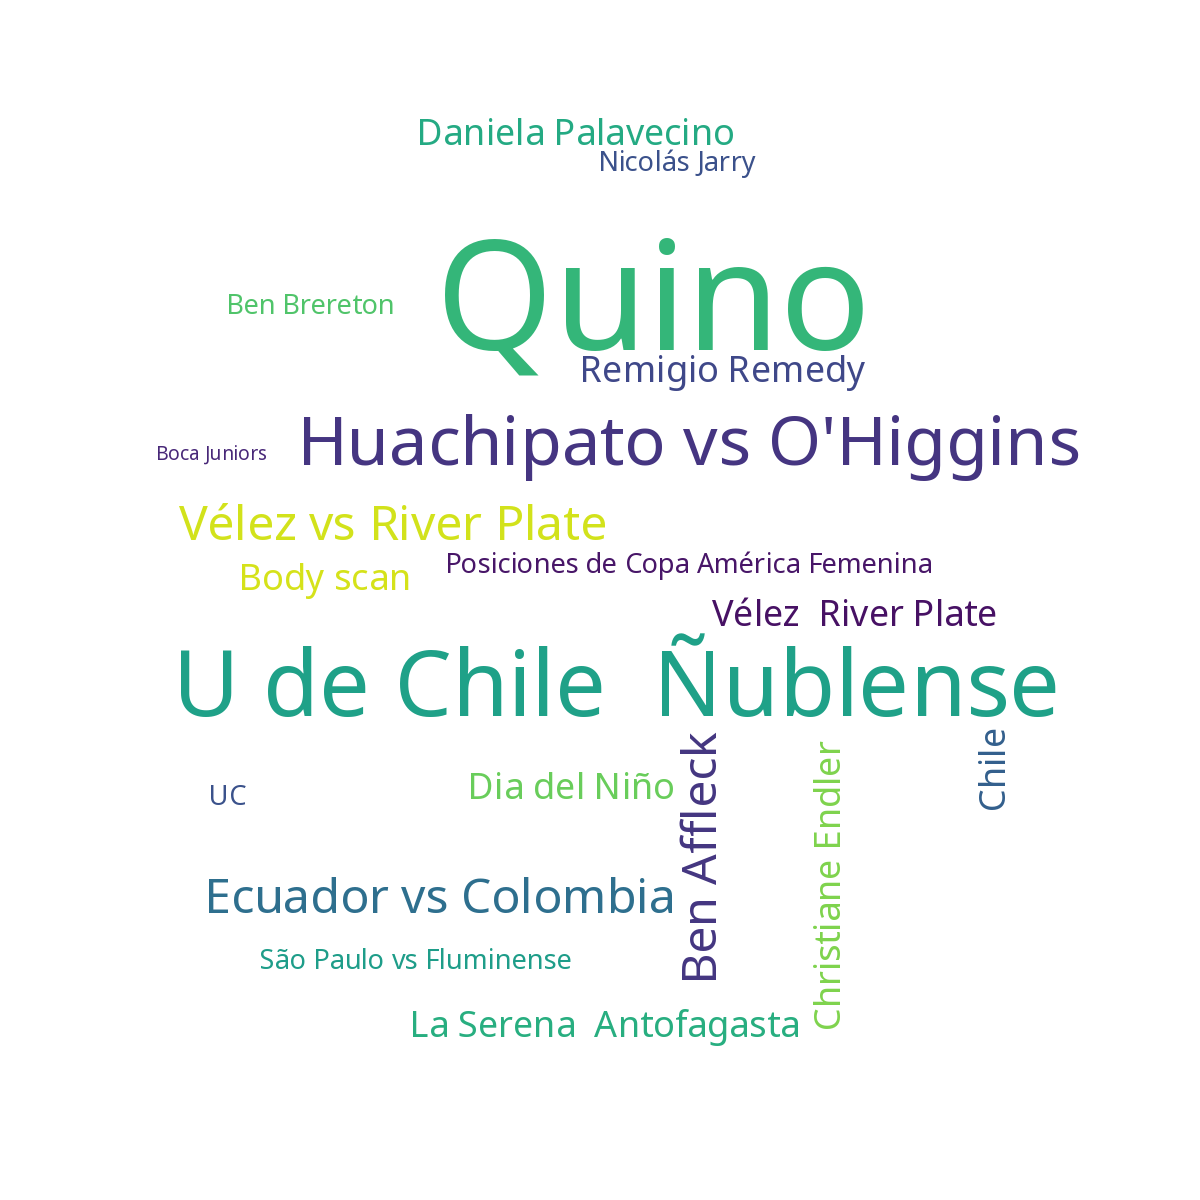 Daniela Palavecino
Nicolás Jarry
Quino
Ben Brereton
Remigio Remedy
Huachipato vs O'Higgins
Boca Juniors
Vélez vs River Plate
Posiciones de Copa América Femenina
Body scan
Vélez  River Plate
U de Chile  Ñublense
Ben Affleck
Christiane Endler
Chile
Dia del Niño
UC
Ecuador vs Colombia
São Paulo vs Fluminense
La Serena  Antofagasta